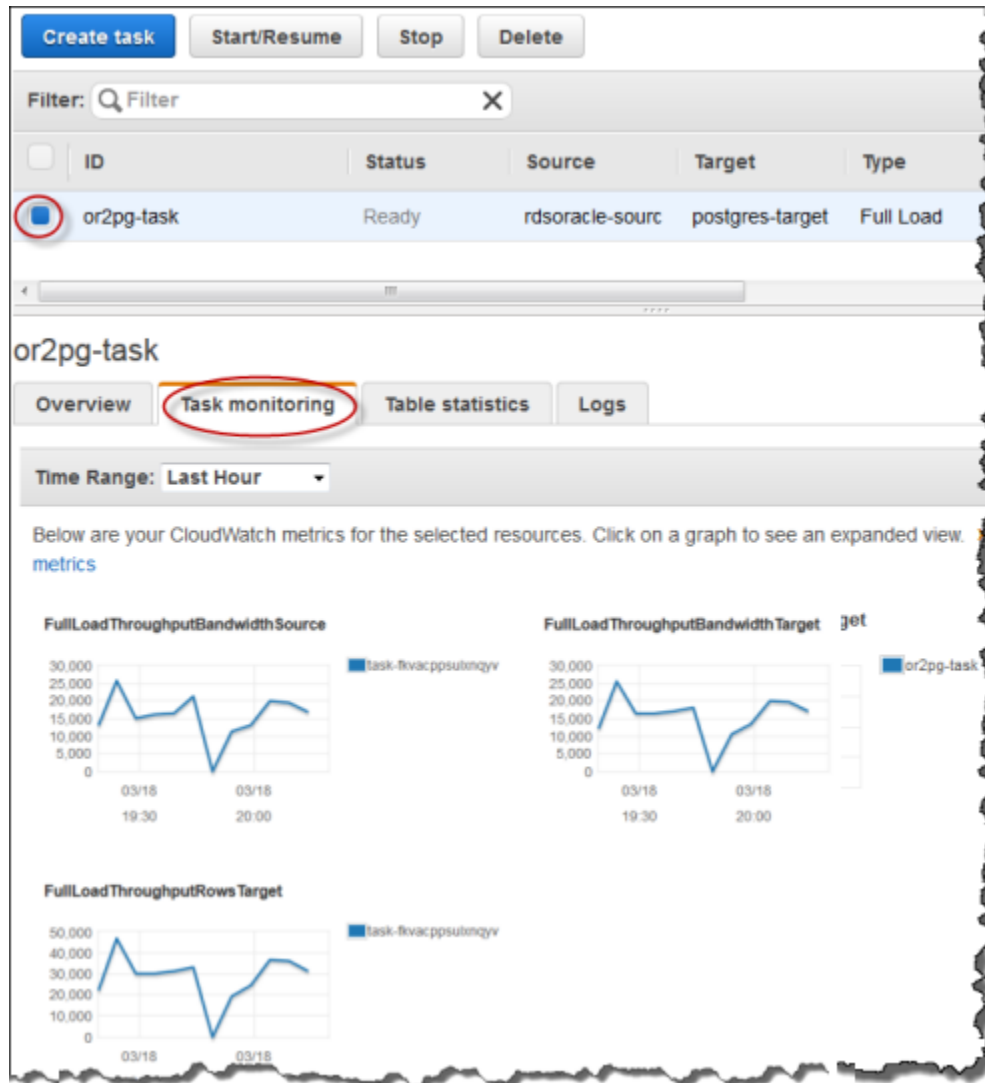 Create task Start/Resume Stop Delete
Filter: Filter
ID Status Source Target Type
or2pg-task Ready rdsoracle-sourc postgres-target Full Load
or2pg-task
Overview Task monitoring Table statistics Logs
Time Range: Last Hour
Below are your CloudWatch metrics for the selected resources. Click on a graph to see an expanded view.
metrics
FullLoadThroughputBandwidthSource
30,000
25,000
20,000
15,000
10,000
5,000
0
03/18 03/18
19:30 20:00
FullLoadThroughputBandwidthTarget
get
30,000
25,000
20,000
15,000
10,000
5,000
0
03/18 03/18
19:30 20:00
or2pg-task
FullLoadThroughputRowsTarget
50,000
40,000
30,000
20,000
10,000
0
03/18 03/18